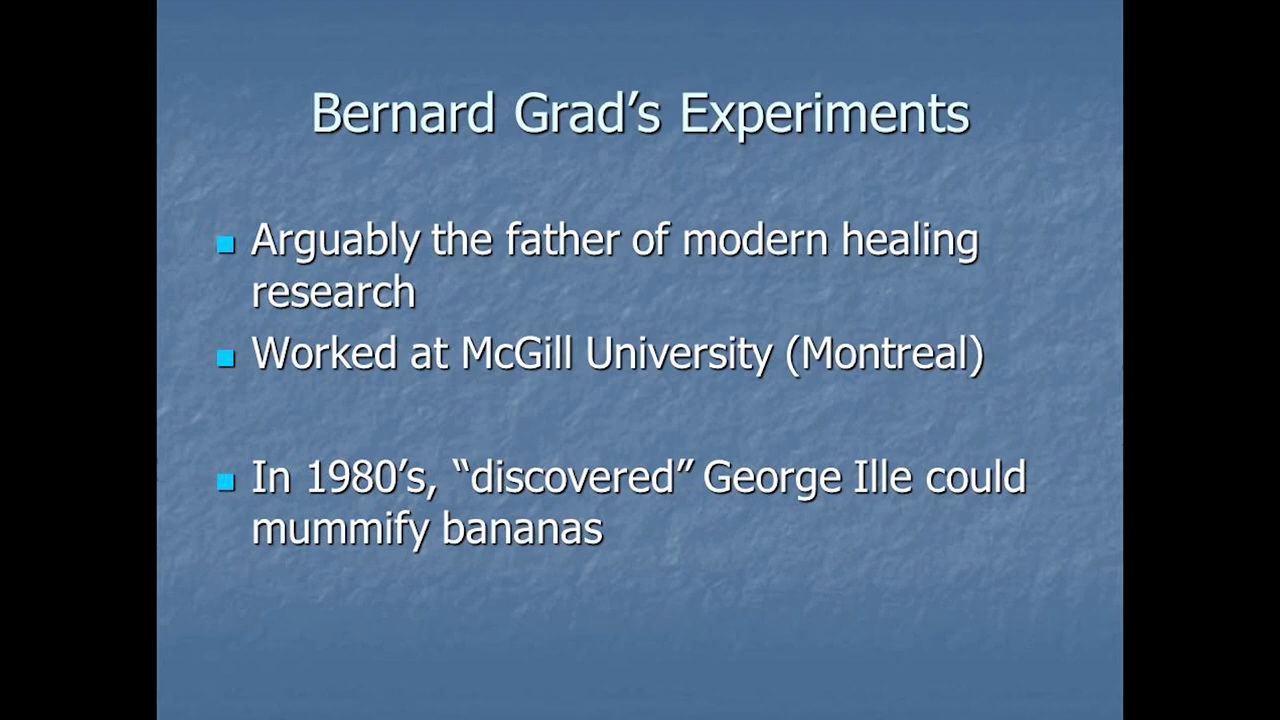 Bernard Grad’s Experiments
Arguably the father of modern healing
research
Worked at McGill University (Montreal)
In 1980’s, “discovered” George Ille could
mummify bananas